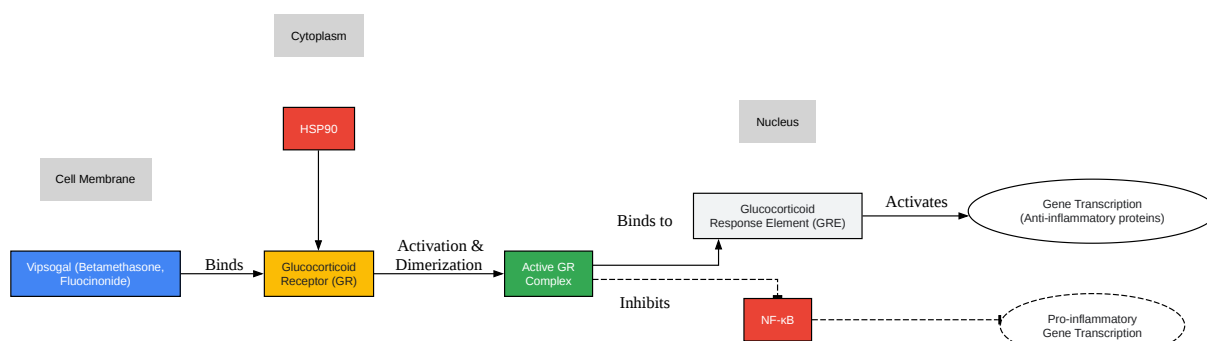 Cytoplasm
HSP90
Nucleus
Cell Membrane
Glucocorticoid
Response Element (GRE)
Activates
Gene Transcription
(Anti-inflammatory proteins)
Binds to
Vipsogal (Betamethasone,
Fluocinonide)
Binds
Glucocorticoid
Receptor (GR)
Activation &
Dimerization
Active GR
Complex
Inhibits
NF-κB
Pro-inflammatory
Gene Transcription